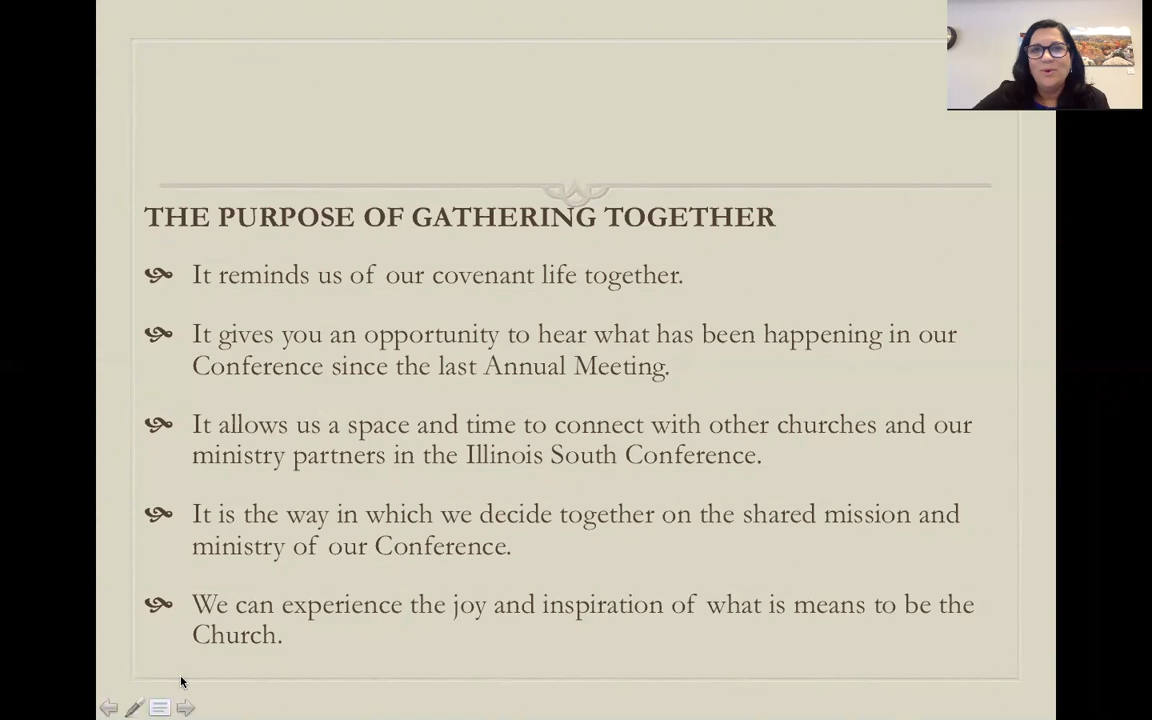 THE PURPOSE OF GATHERING TOGETHER
It reminds us of our covenant life together.
It gives you an opportunity to hear what has been happening in our
Conference since the last Annual Meeting.
It allows us a space and time to connect with other churches and our
ministry partners in the Illinois South Conference.
It is the way in which we decide together on the shared mission and
ministry of our Conference.
We can experience the joy and inspiration of what is means to be the
Church.